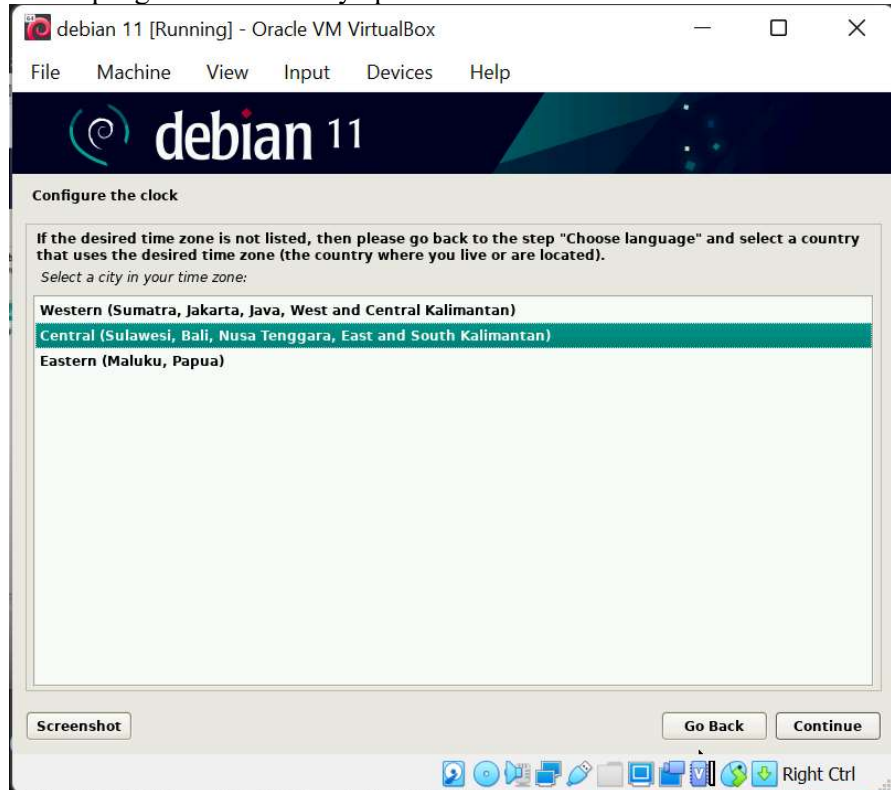 debian 11 [Running] - Oracle VM VirtualBox
File Machine View Input Devices Help
debian 11
Configure the clock
If the desired time zone is not listed, then please go back to the step "Choose language" and select a country
that uses the desired time zone (the country where you live or are located).
Select a city in your time zone:
Western (Sumatra, Jakarta, Java, West and Central Kalimantan)
Central (Sulawesi, Bali, Nusa Tenggara, East and South Kalimantan)
Eastern (Maluku, Papua)
Screenshot Go Back Continue
Right Ctrl